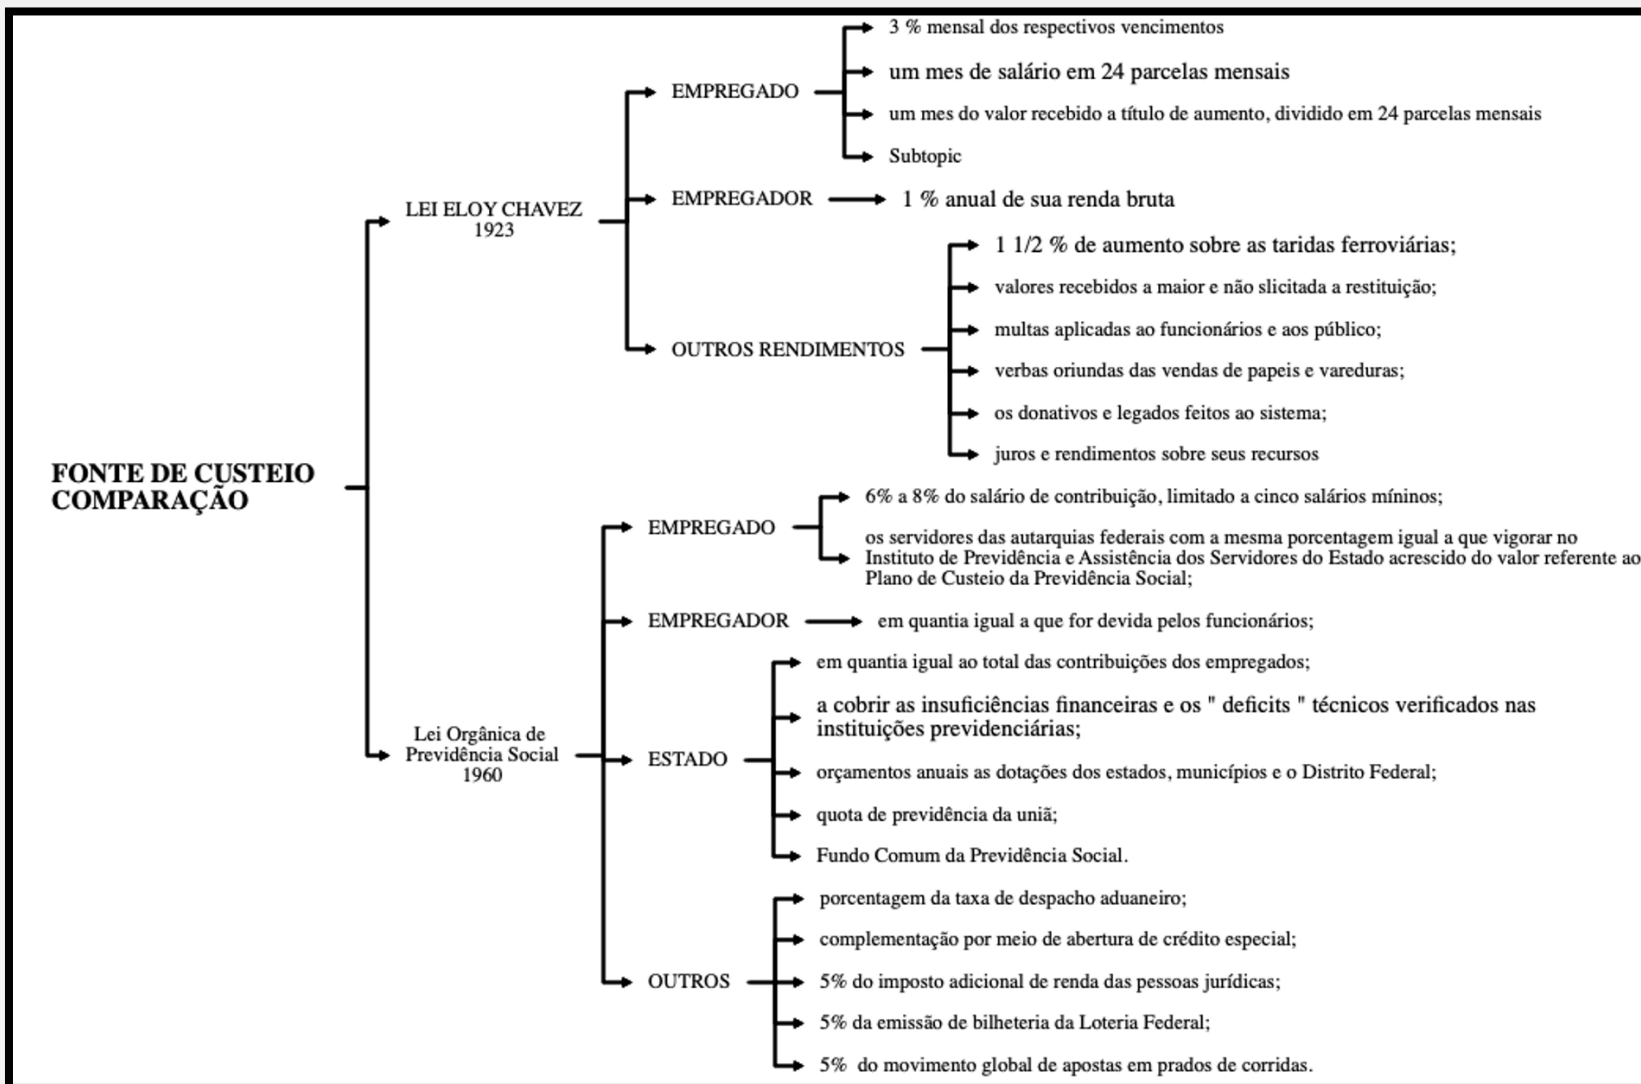 FONTE DE CUSTEIO
COMPARAÇÃO
LEI ELOY CHAVEZ
1923
EMPREGADO
3 % mensal dos respectivos vencimentos
um mes de salário em 24 parcelas mensais
um mes do valor recebido a título de aumento, dividido em 24 parcelas mensais
Subtopic
EMPREGADOR
1 % anual de sua renda bruta
OUTROS RENDIMENTOS
1 1/2 % de aumento sobre as taridas ferroviárias;
valores recebidos a maior e não slicitada a restituição;
multas aplicadas ao funcionários e aos público;
verbas oriundas das vendas de papeis e vareduras;
os donativos e legados feitos ao sistema;
juros e rendimentos sobre seus recursos
Lei Orgânica de
Previdência Social
1960
EMPREGADO
6% a 8% do salário de contribuição, limitado a cinco salários míninos;
os servidores das autarquias federais com a mesma porcentagem igual a que vigorar no
Instituto de Previdência e Assistência dos Servidores do Estado acrescido do valor referente ao
Plano de Custeio da Previdência Social;
EMPREGADOR
em quantia igual a que for devida pelos funcionários;
ESTADO
em quantia igual ao total das contribuições dos empregados;
a cobrir as insuficiências financeiras e os " deficits " técnicos verificados nas
instituições previdenciárias;
orçamentos anuais as dotações dos estados, municípios e o Distrito Federal;
quota de previdência da uniã;
Fundo Comum da Previdência Social.
OUTROS
porcentagem da taxa de despacho aduaneiro;
complementação por meio de abertura de crédito especial;
5% do imposto adicional de renda das pessoas jurídicas;
5% da emissão de bilheteria da Loteria Federal;
5% do movimento global de apostas em prados de corridas.